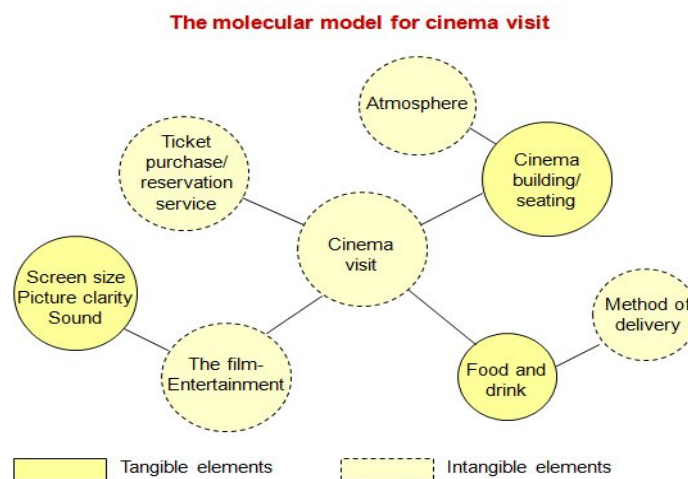 The molecular model for cinema visit
Atmosphere
Ticket
purchase/
reservation
service
Cinema
building/
seating
Cinema
visit
Screen size
Picture clarity
Sound
Method of
delivery
The film-
Entertainment
Food and
drink
Tangible elements
Intangible elements